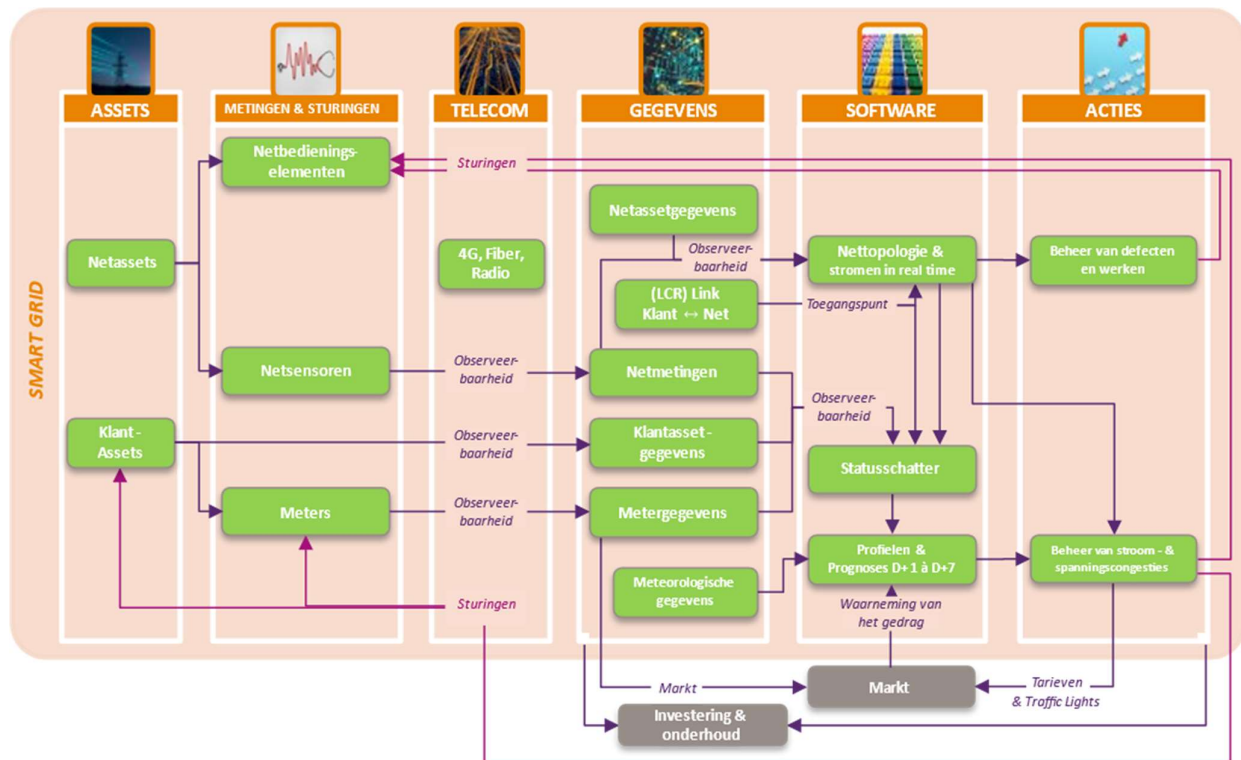 SMART GRID
ASSETS
METINGEN & STURINGEN
TELECOM
GEGEVENS
SOFTWARE
ACTIES
Netbedienings-
elementen
Sturingen
Netassetgegevens
Netassets
4G, Fiber,
Radio
Observeer-
baarheid
Nettopologie &
stromen in real time
Beheer van defecten
en werken
(LCR) Link
Klant ↔ Net
Toegangspunt
Netsensoren
Observeer-
baarheid
Netmetingen
Observeer-
baarheid
Klant -
Assets
Observeer-
baarheid
Klantasset -
gegevens
Statusschatter
Meters
Observeer-
baarheid
Metergegevens
Profielen &
Prognoses D+1 à D+7
Beheer van stroom - &
spanningscongesties
Meteorologische
gegevens
Sturingen
Waarneming van
het gedrag
Markt
Markt
Tarieven
& Traffic Lights
Investering &
onderhoud